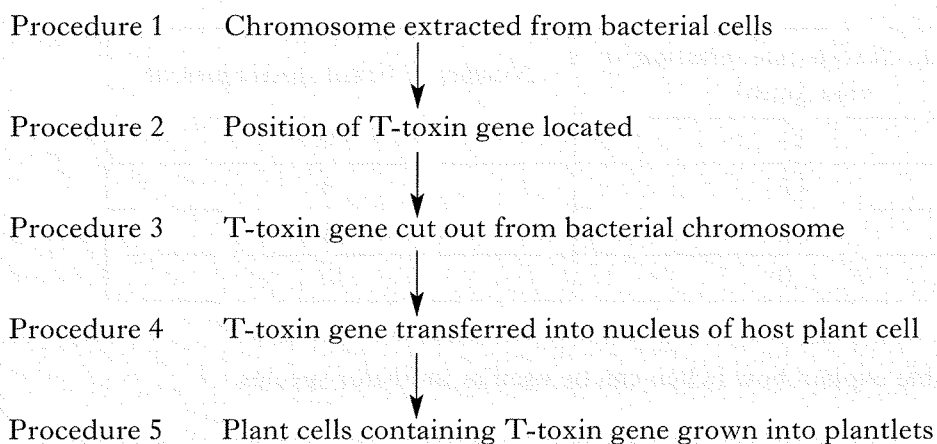 Procedure 1 Chromosome extracted from bacterial cells
Procedure 2 Position of T-toxin gene located
Procedure 3 T-toxin gene cut out from bacterial chromosome
Procedure 4 T-toxin gene transferred into nucleus of host plant cell
Procedure 5 Plant cells containing T-toxin gene grown into plantlets